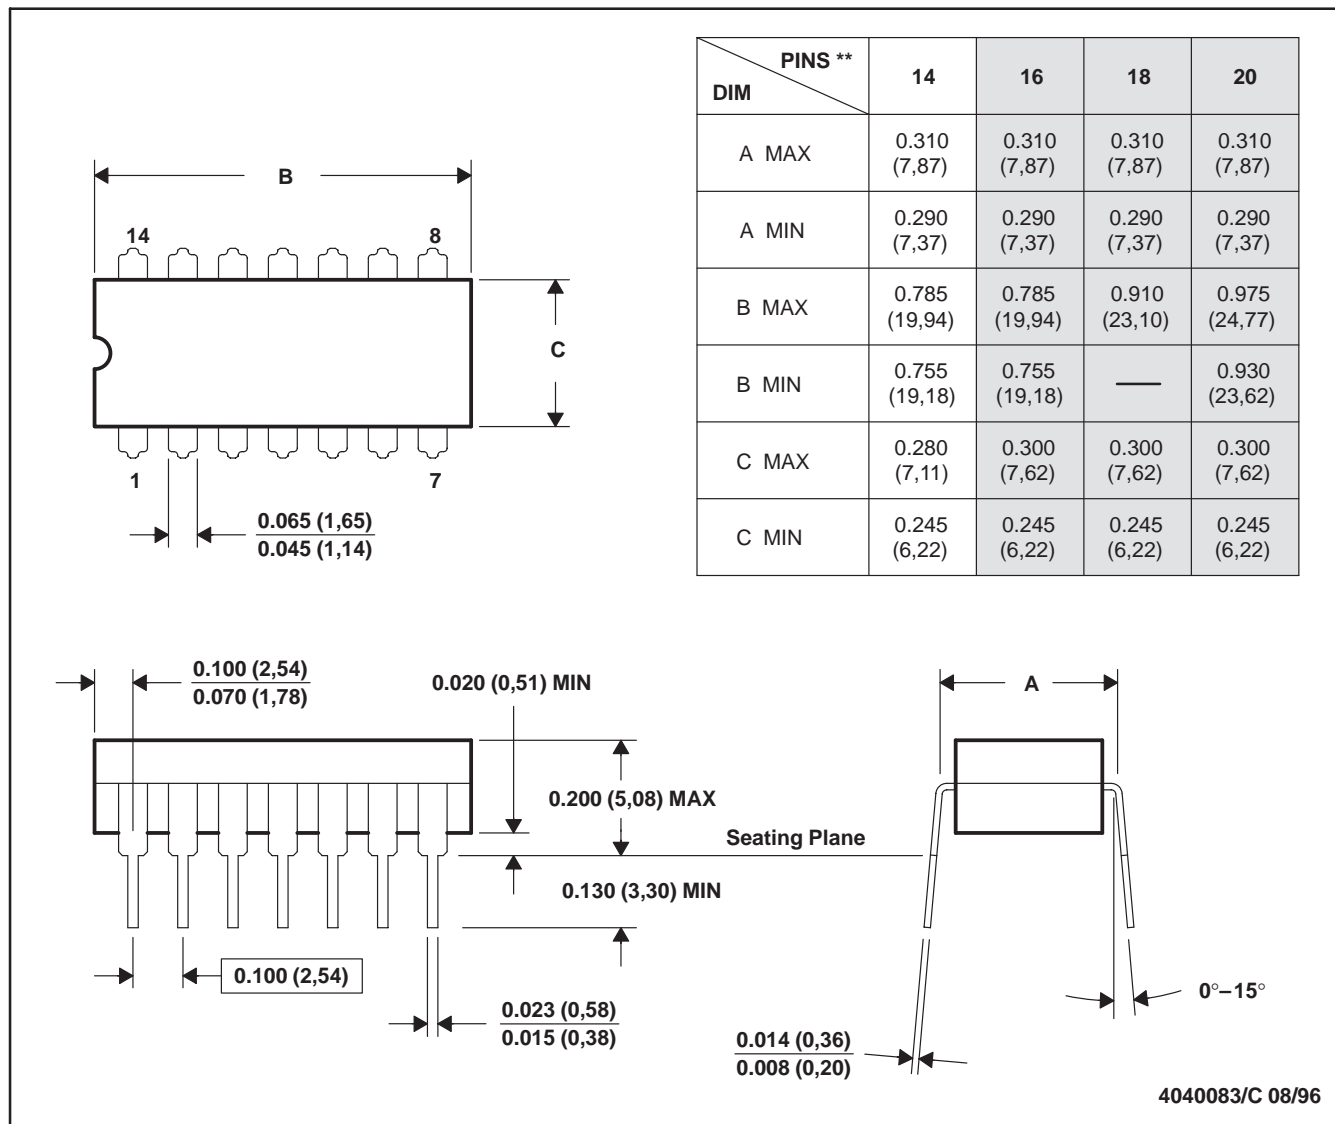 PINS **
DIM
14 16 18 20
A MAX 0.310 (7,87) 0.310 (7,87) 0.310 (7,87) 0.310 (7,87)
A MIN 0.290 (7,37) 0.290 (7,37) 0.290 (7,37) 0.290 (7,37)
B MAX 0.785 (19,94) 0.785 (19,94) 0.910 (23,10) 0.975 (24,77)
B MIN 0.755 (19,18) 0.755 (19,18) — 0.930 (23,62)
C MAX 0.280 (7,11) 0.300 (7,62) 0.300 (7,62) 0.300 (7,62)
C MIN 0.245 (6,22) 0.245 (6,22) 0.245 (6,22) 0.245 (6,22)
B
14 8
C
1 7
0.065 (1,65)
0.045 (1,14)
0.100 (2,54)
0.070 (1,78)
0.020 (0,51) MIN
0.200 (5,08) MAX
Seating Plane
0.130 (3,30) MIN
0.100 (2,54)
0.023 (0,58)
0.015 (0,38)
A
0°–15°
0.014 (0,36)
0.008 (0,20)
4040083/C 08/96